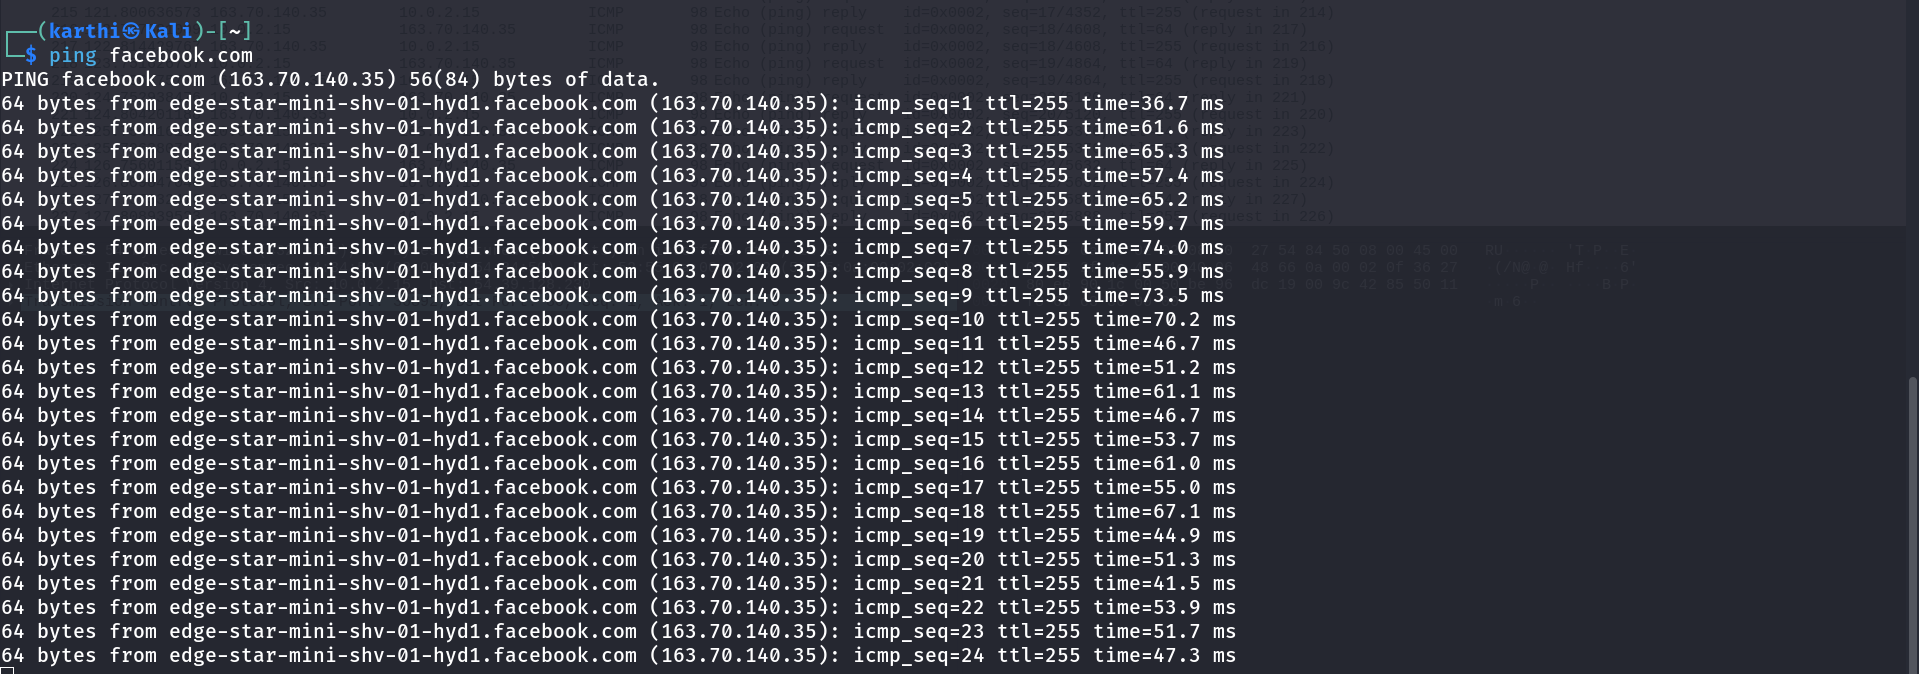 ┌──(karthi㉿Kali)-[~]
└─$ ping facebook.com
PING facebook.com (163.70.140.35) 56(84) bytes of data.
64 bytes from edge-star-mini-shv-01-hyd1.facebook.com (163.70.140.35): icmp_seq=1 ttl=255 time=36.7 ms
64 bytes from edge-star-mini-shv-01-hyd1.facebook.com (163.70.140.35): icmp_seq=2 ttl=255 time=61.6 ms
64 bytes from edge-star-mini-shv-01-hyd1.facebook.com (163.70.140.35): icmp_seq=3 ttl=255 time=65.3 ms
64 bytes from edge-star-mini-shv-01-hyd1.facebook.com (163.70.140.35): icmp_seq=4 ttl=255 time=57.4 ms
64 bytes from edge-star-mini-shv-01-hyd1.facebook.com (163.70.140.35): icmp_seq=5 ttl=255 time=65.2 ms
64 bytes from edge-star-mini-shv-01-hyd1.facebook.com (163.70.140.35): icmp_seq=6 ttl=255 time=59.7 ms
64 bytes from edge-star-mini-shv-01-hyd1.facebook.com (163.70.140.35): icmp_seq=7 ttl=255 time=74.0 ms
64 bytes from edge-star-mini-shv-01-hyd1.facebook.com (163.70.140.35): icmp_seq=8 ttl=255 time=55.9 ms
64 bytes from edge-star-mini-shv-01-hyd1.facebook.com (163.70.140.35): icmp_seq=9 ttl=255 time=73.5 ms
64 bytes from edge-star-mini-shv-01-hyd1.facebook.com (163.70.140.35): icmp_seq=10 ttl=255 time=70.2 ms
64 bytes from edge-star-mini-shv-01-hyd1.facebook.com (163.70.140.35): icmp_seq=11 ttl=255 time=46.7 ms
64 bytes from edge-star-mini-shv-01-hyd1.facebook.com (163.70.140.35): icmp_seq=12 ttl=255 time=51.2 ms
64 bytes from edge-star-mini-shv-01-hyd1.facebook.com (163.70.140.35): icmp_seq=13 ttl=255 time=61.1 ms
64 bytes from edge-star-mini-shv-01-hyd1.facebook.com (163.70.140.35): icmp_seq=14 ttl=255 time=46.7 ms
64 bytes from edge-star-mini-shv-01-hyd1.facebook.com (163.70.140.35): icmp_seq=15 ttl=255 time=53.7 ms
64 bytes from edge-star-mini-shv-01-hyd1.facebook.com (163.70.140.35): icmp_seq=16 ttl=255 time=61.0 ms
64 bytes from edge-star-mini-shv-01-hyd1.facebook.com (163.70.140.35): icmp_seq=17 ttl=255 time=55.0 ms
64 bytes from edge-star-mini-shv-01-hyd1.facebook.com (163.70.140.35): icmp_seq=18 ttl=255 time=67.1 ms
64 bytes from edge-star-mini-shv-01-hyd1.facebook.com (163.70.140.35): icmp_seq=19 ttl=255 time=44.9 ms
64 bytes from edge-star-mini-shv-01-hyd1.facebook.com (163.70.140.35): icmp_seq=20 ttl=255 time=51.3 ms
64 bytes from edge-star-mini-shv-01-hyd1.facebook.com (163.70.140.35): icmp_seq=21 ttl=255 time=41.5 ms
64 bytes from edge-star-mini-shv-01-hyd1.facebook.com (163.70.140.35): icmp_seq=22 ttl=255 time=53.9 ms
64 bytes from edge-star-mini-shv-01-hyd1.facebook.com (163.70.140.35): icmp_seq=23 ttl=255 time=51.7 ms
64 bytes from edge-star-mini-shv-01-hyd1.facebook.com (163.70.140.35): icmp_seq=24 ttl=255 time=47.3 ms